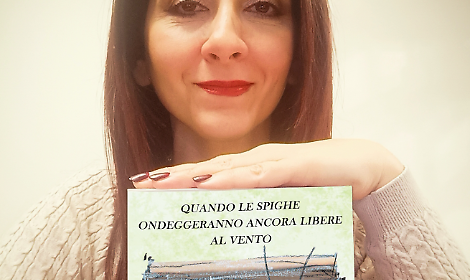 QUANDO LE SPIGHE
ONDEGGERANNO ANCORA LIBERE
AL VENTO